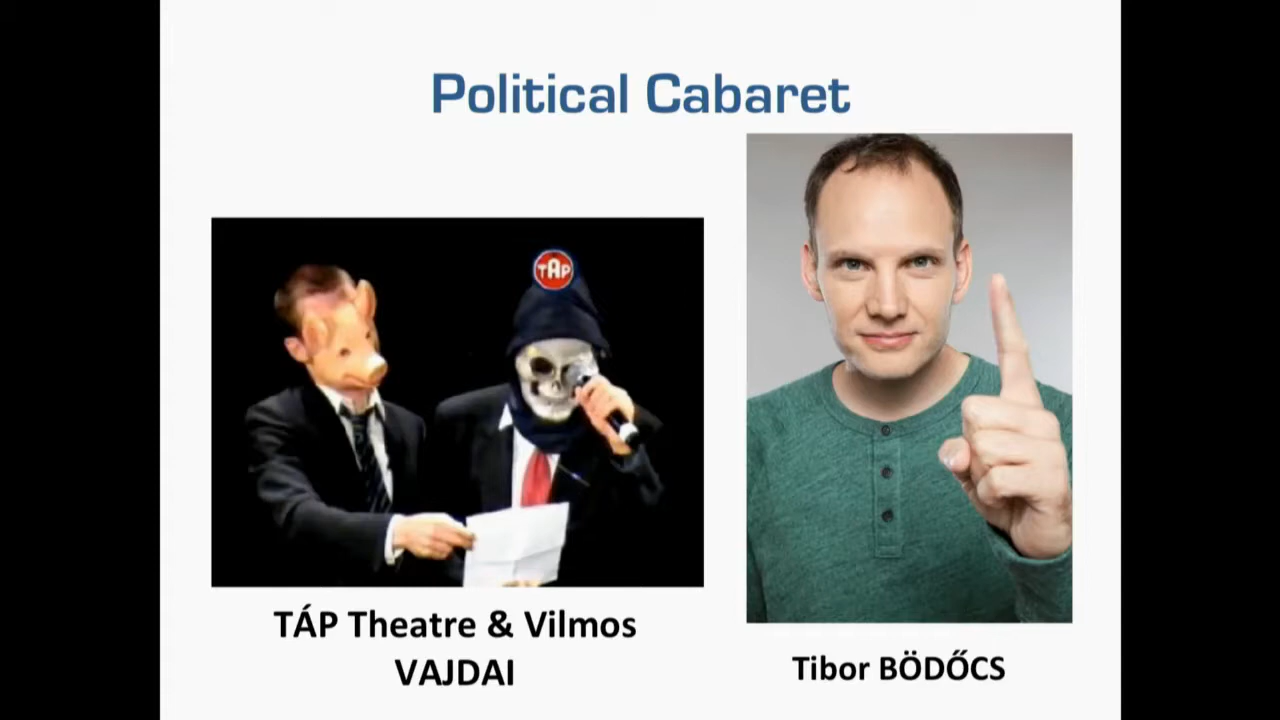 Political Cabaret
TÁP
TÁP Theatre & Vilmos
VAJDAI
Tibor BÖDŐCS